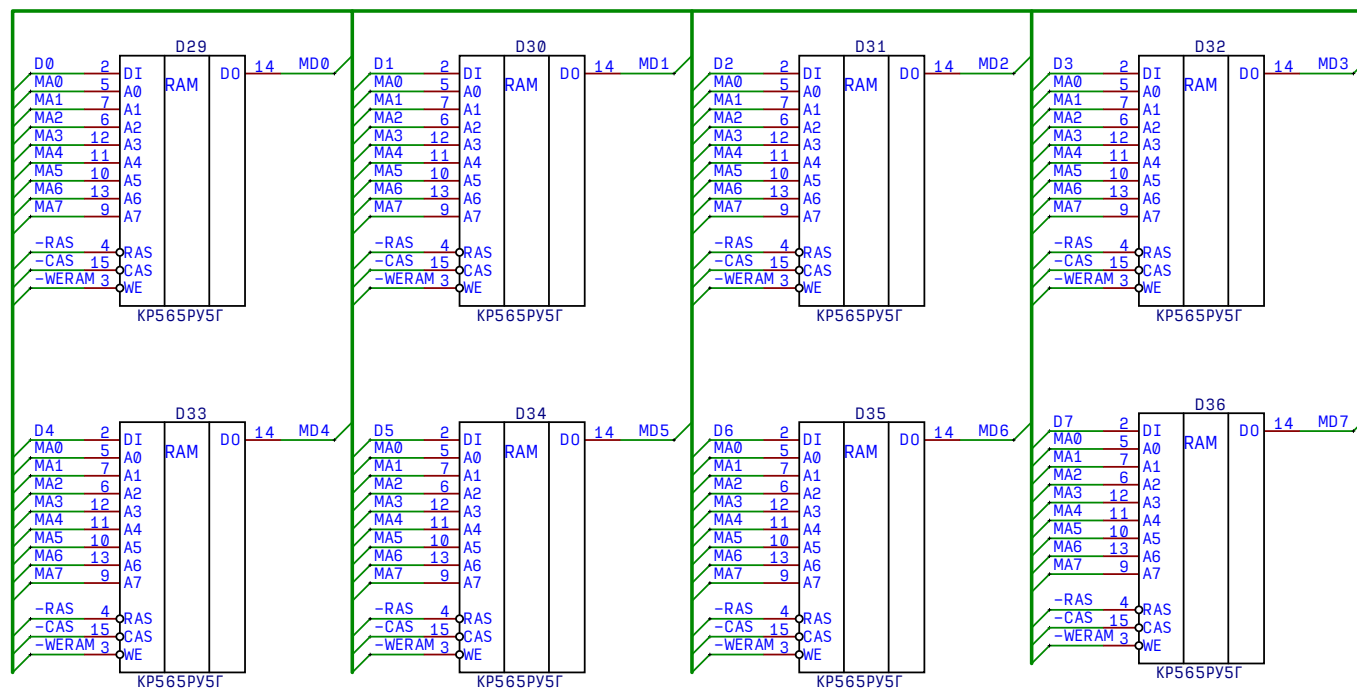 D29 D30 D31 D32
D0 2 DI RAM DO 14 MD0 D1 2 DI RAM DO 14 MD1 D2 2 DI RAM DO 14 MD2 D3 2 DI RAM DO 14 MD3
MA0 5 A0 MA0 5 A0 MA0 5 A0 MA0 5 A0
MA1 7 A1 MA1 7 A1 MA1 7 A1 MA1 7 A1
MA2 6 A2 MA2 6 A2 MA2 6 A2 MA2 6 A2
MA3 12 A3 MA3 12 A3 MA3 12 A3 MA3 12 A3
MA4 11 A4 MA4 11 A4 MA4 11 A4 MA4 11 A4
MA5 10 A5 MA5 10 A5 MA5 10 A5 MA5 10 A5
MA6 13 A6 MA6 13 A6 MA6 13 A6 MA6 13 A6
MA7 9 A7 MA7 9 A7 MA7 9 A7 MA7 9 A7
-RAS 4 RAS -RAS 4 RAS -RAS 4 RAS -RAS 4 RAS
-CAS 15 CAS -CAS 15 CAS -CAS 15 CAS -CAS 15 CAS
-WERAM 3 WE -WERAM 3 WE -WERAM 3 WE -WERAM 3 WE
КР565РУ5Г КР565РУ5Г КР565РУ5Г КР565РУ5Г
D33 D34 D35 D36
D4 2 DI RAM DO 14 MD4 D5 2 DI RAM DO 14 MD5 D6 2 DI RAM DO 14 MD6 D7 2 DI RAM DO 14 MD7
MA0 5 A0 MA0 5 A0 MA0 5 A0 MA0 5 A0
MA1 7 A1 MA1 7 A1 MA1 7 A1 MA1 7 A1
MA2 6 A2 MA2 6 A2 MA2 6 A2 MA2 6 A2
MA3 12 A3 MA3 12 A3 MA3 12 A3 MA3 12 A3
MA4 11 A4 MA4 11 A4 MA4 11 A4 MA4 11 A4
MA5 10 A5 MA5 10 A5 MA5 10 A5 MA5 10 A5
MA6 13 A6 MA6 13 A6 MA6 13 A6 MA6 13 A6
MA7 9 A7 MA7 9 A7 MA7 9 A7 MA7 9 A7
-RAS 4 RAS -RAS 4 RAS -RAS 4 RAS -RAS 4 RAS
-CAS 15 CAS -CAS 15 CAS -CAS 15 CAS -CAS 15 CAS
-WERAM 3 WE -WERAM 3 WE -WERAM 3 WE -WERAM 3 WE
КР565РУ5Г КР565РУ5Г КР565РУ5Г КР565РУ5Г